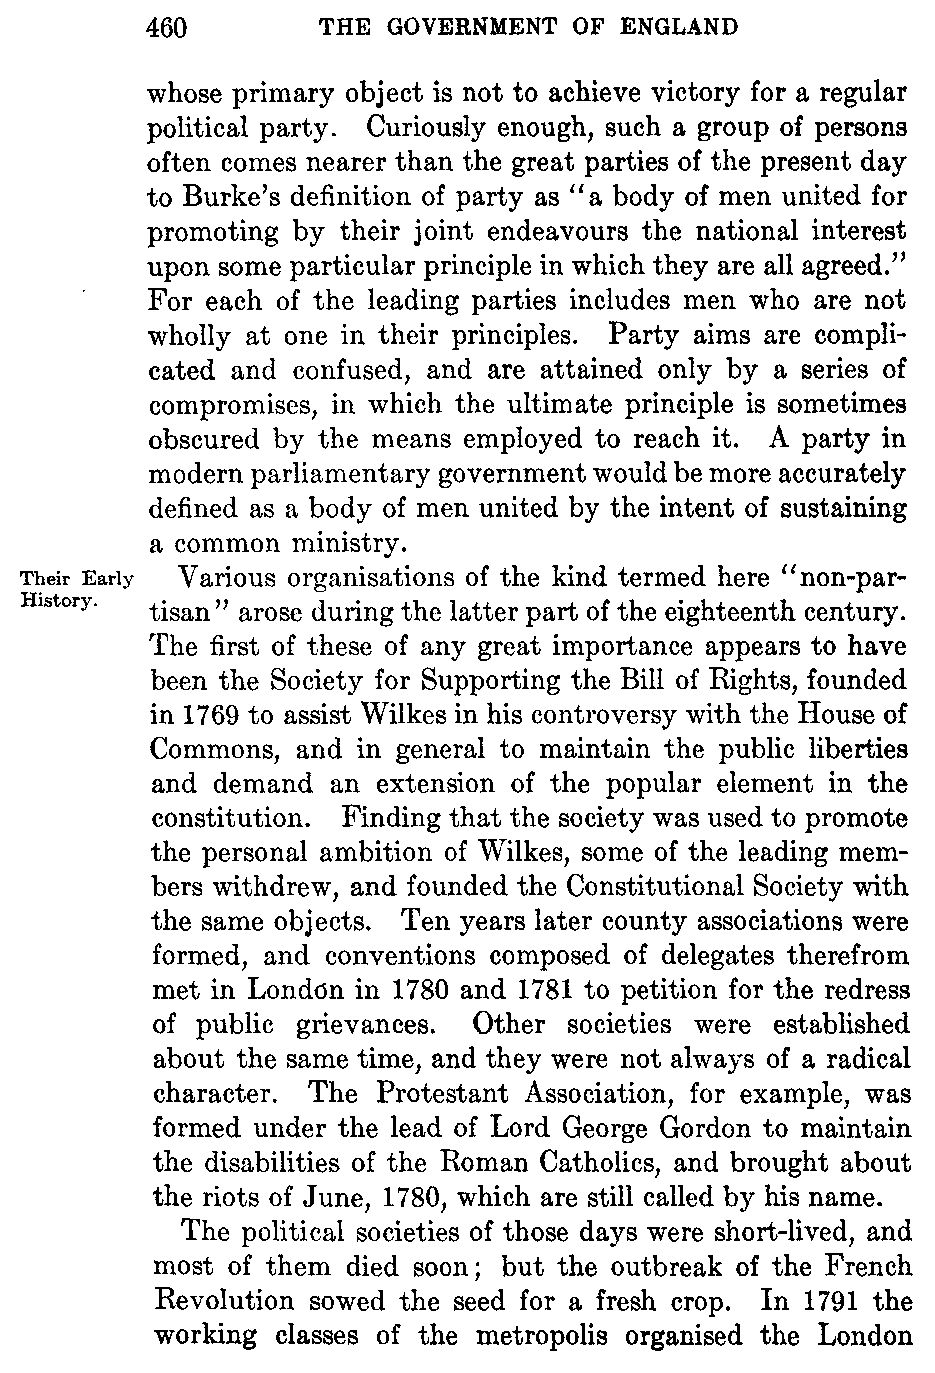 460 THE GOVERNMENT OF ENGLAND
whose primary object is not to achieve victory for a regular
political party. Curiously enough, such a group of persons
often comes nearer than the great parties of the present day
to Burke's definition of party as "a body of men united for
promoting by their joint endeavours the national interest
upon some particular principle in which they are all agreed."
For each of the leading parties includes men who are not
wholly at one in their principles. Party aims are compli-
cated and confused, and are attained only by a series of
compromises, in which the ultimate principle is sometimes
obscured by the means employed to reach it. A party in
modern parliamentary government would be more accurately
defined as a body of men united by the intent of sustaining
a common ministry.
Their Early
History.
Various organisations of the kind termed here "non-par-
tisan" arose during the latter part of the eighteenth century.
The first of these of any great importance appears to have
been the Society for Supporting the Bill of Rights, founded
in 1769 to assist Wilkes in his controversy with the House of
Commons, and in general to maintain the public liberties
and demand an extension of the popular element in the
constitution. Finding that the society was used to promote
the personal ambition of Wilkes, some of the leading mem-
bers withdrew, and founded the Constitutional Society with
the same objects. Ten years later county associations were
formed, and conventions composed of delegates therefrom
met in London in 1780 and 1781 to petition for the redress
of public grievances. Other societies were established
about the same time, and they were not always of a radical
character. The Protestant Association, for example, was
formed under the lead of Lord George Gordon to maintain
the disabilities of the Roman Catholics, and brought about
the riots of June, 1780, which are still called by his name.
The political societies of those days were short-lived, and
most of them died soon; but the outbreak of the French
Revolution sowed the seed for a fresh crop. In 1791 the
working classes of the metropolis organised the London